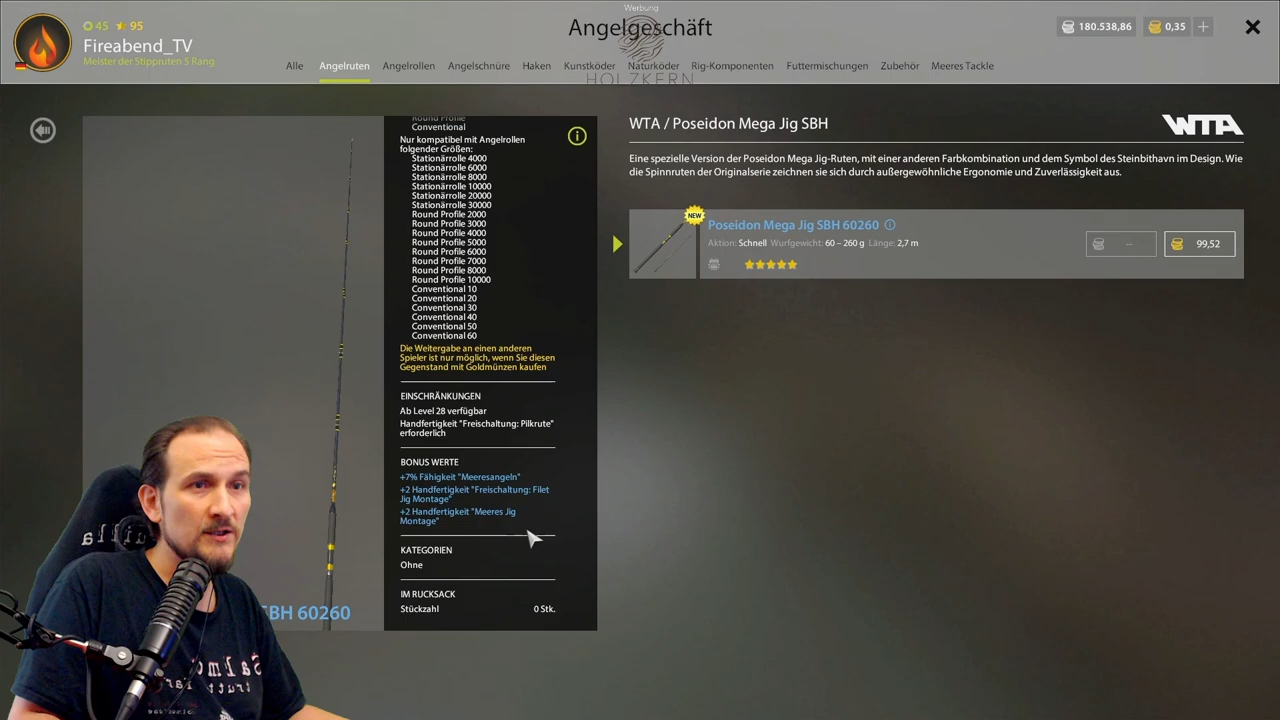 Werbung
45 95
Fireabend_TV
Meister der Stippruten 5 Rang
Angelgeschäft
HOLZKERN
180.538,86
0,35
Alle Angelruten Angelrollen Angelschnüre Haken Kunstköder Naturköder Rig-Komponenten Futtermischungen Zubehör Meeres Tackle
Round Profile
Conventional
Nur kompatibel mit Angelrollen
folgender Größen:
Stationärrolle 4000
Stationärrolle 6000
Stationärrolle 8000
Stationärrolle 10000
Stationärrolle 20000
Stationärrolle 30000
Round Profile 2000
Round Profile 3000
Round Profile 4000
Round Profile 5000
Round Profile 6000
Round Profile 7000
Round Profile 8000
Round Profile 10000
Conventional 10
Conventional 20
Conventional 30
Conventional 40
Conventional 50
Conventional 60
Die Weitergabe an einen anderen
Spieler ist nur möglich, wenn Sie diesen
Gegenstand mit Goldmünzen kaufen
EINSCHRÄNKUNGEN
Ab Level 28 verfügbar
Handfertigkeit "Freischaltung: Pilkrute"
erforderlich
BONUS WERTE
+7% Fähigkeit "Meeresangeln"
+2 Handfertigkeit "Freischaltung: Filet
Jig Montage"
+2 Handfertigkeit "Meeres Jig
Montage"
KATEGORIEN
Ohne
IM RUCKSACK
Stückzahl 0 Stk.
SBH 60260
WTA / Poseidon Mega Jig SBH
WTA
Eine spezielle Version der Poseidon Mega Jig-Ruten, mit einer anderen Farbkombination und dem Symbol des Steinbithavn im Design. Wie
die Spinnruten der Originalserie zeichnen sie sich durch außergewöhnliche Ergonomie und Zuverlässigkeit aus.
NEW
Poseidon Mega Jig SBH 60260
Aktion: Schnell Wurfgewicht: 60 – 260 g Länge: 2,7 m
--
99,52